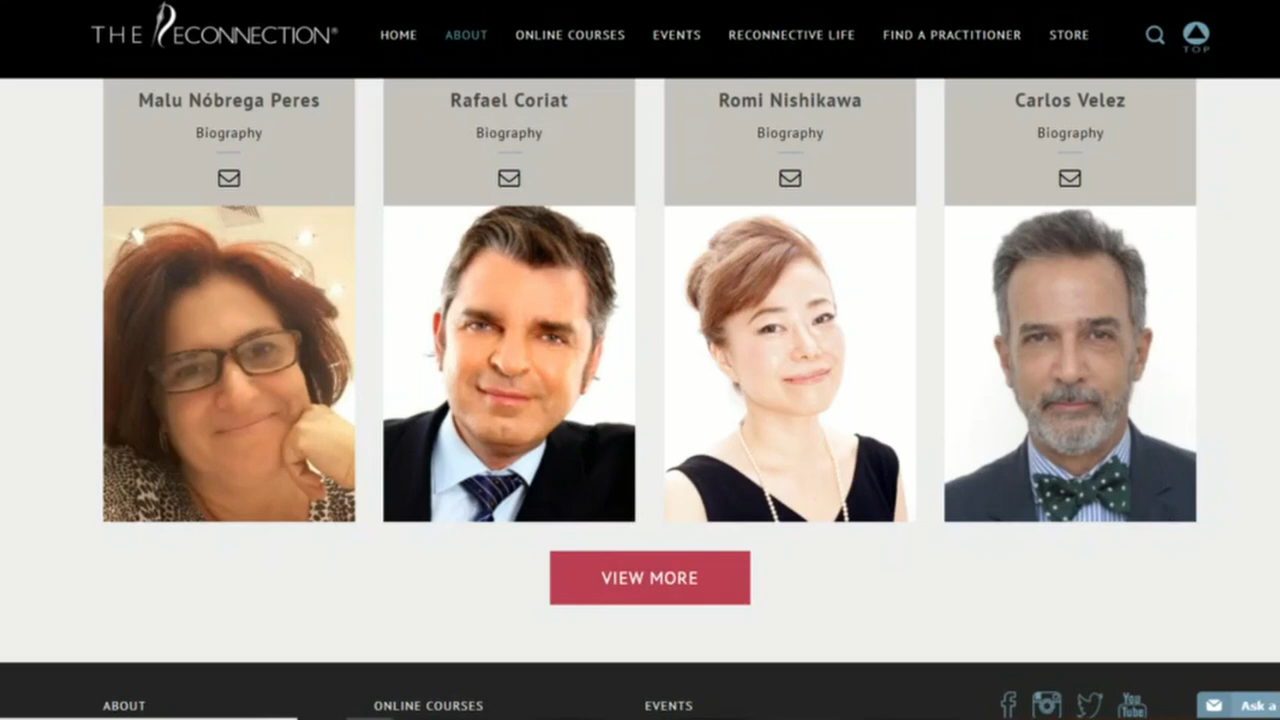 THE RECONNECTION®
HOME ABOUT ONLINE COURSES EVENTS RECONNECTIVE LIFE FIND A PRACTITIONER STORE
TOP
Malu Nóbrega Peres
Biography
Rafael Coriat
Biography
Romi Nishikawa
Biography
Carlos Velez
Biography
VIEW MORE
ABOUT ONLINE COURSES EVENTS
You
Tube
Ask a